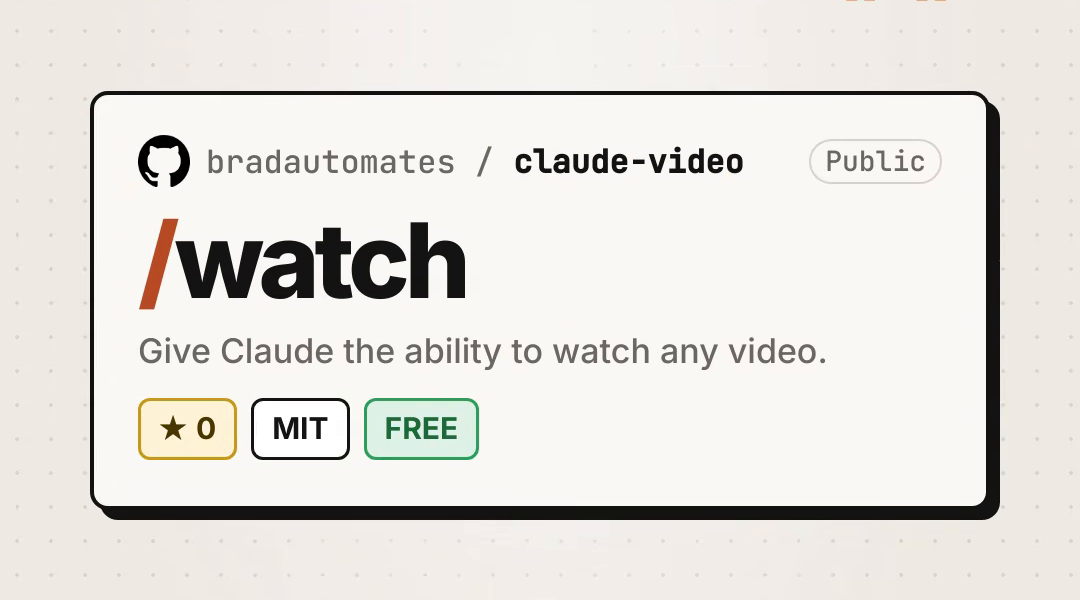 bradautomates / claude-video Public
/watch
Give Claude the ability to watch any video.
★ 0 MIT FREE